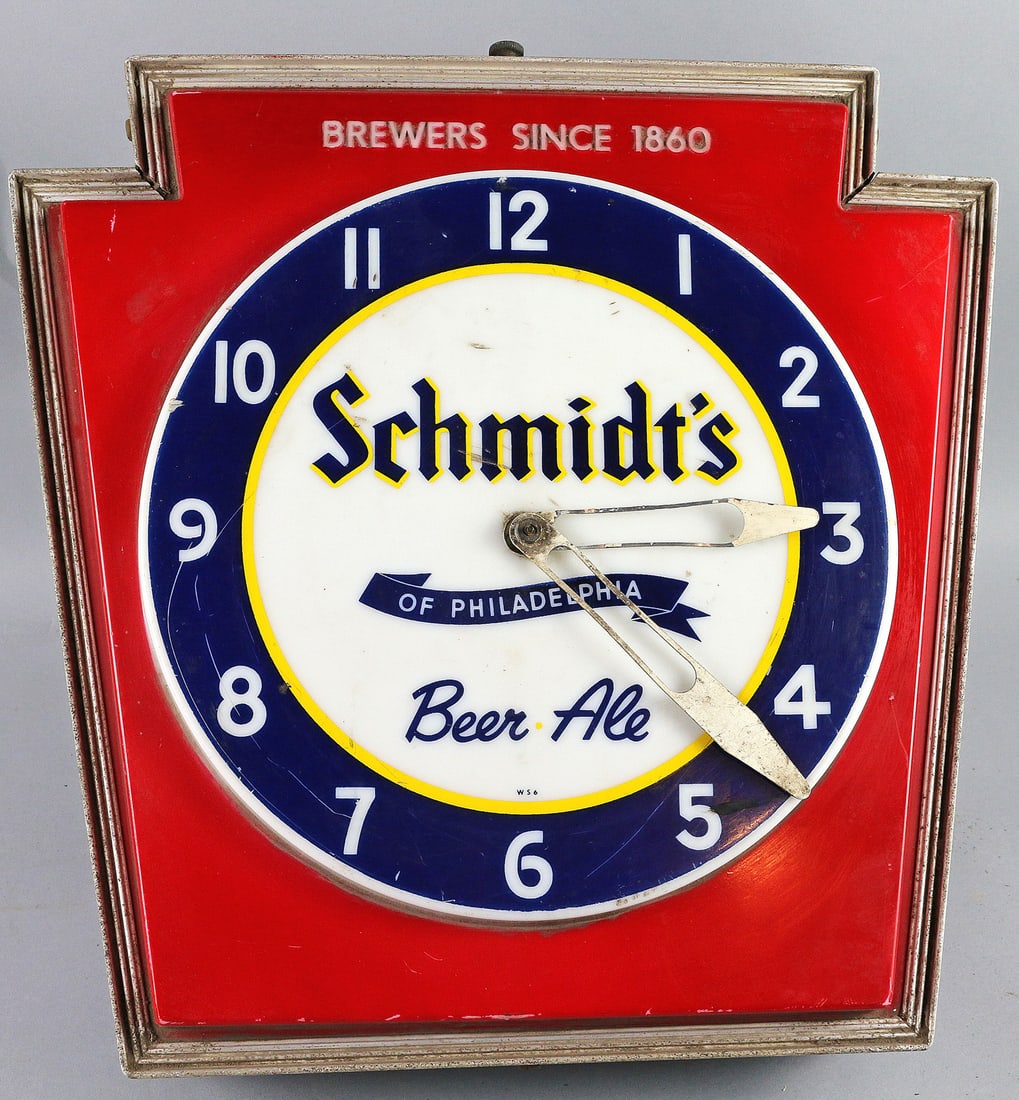 BREWERS SINCE 1860
12
11 1
10 2
Schmidt's
9 3
OF PHILADELPHIA
8 4
Beer · Ale
WS6
7 5
6